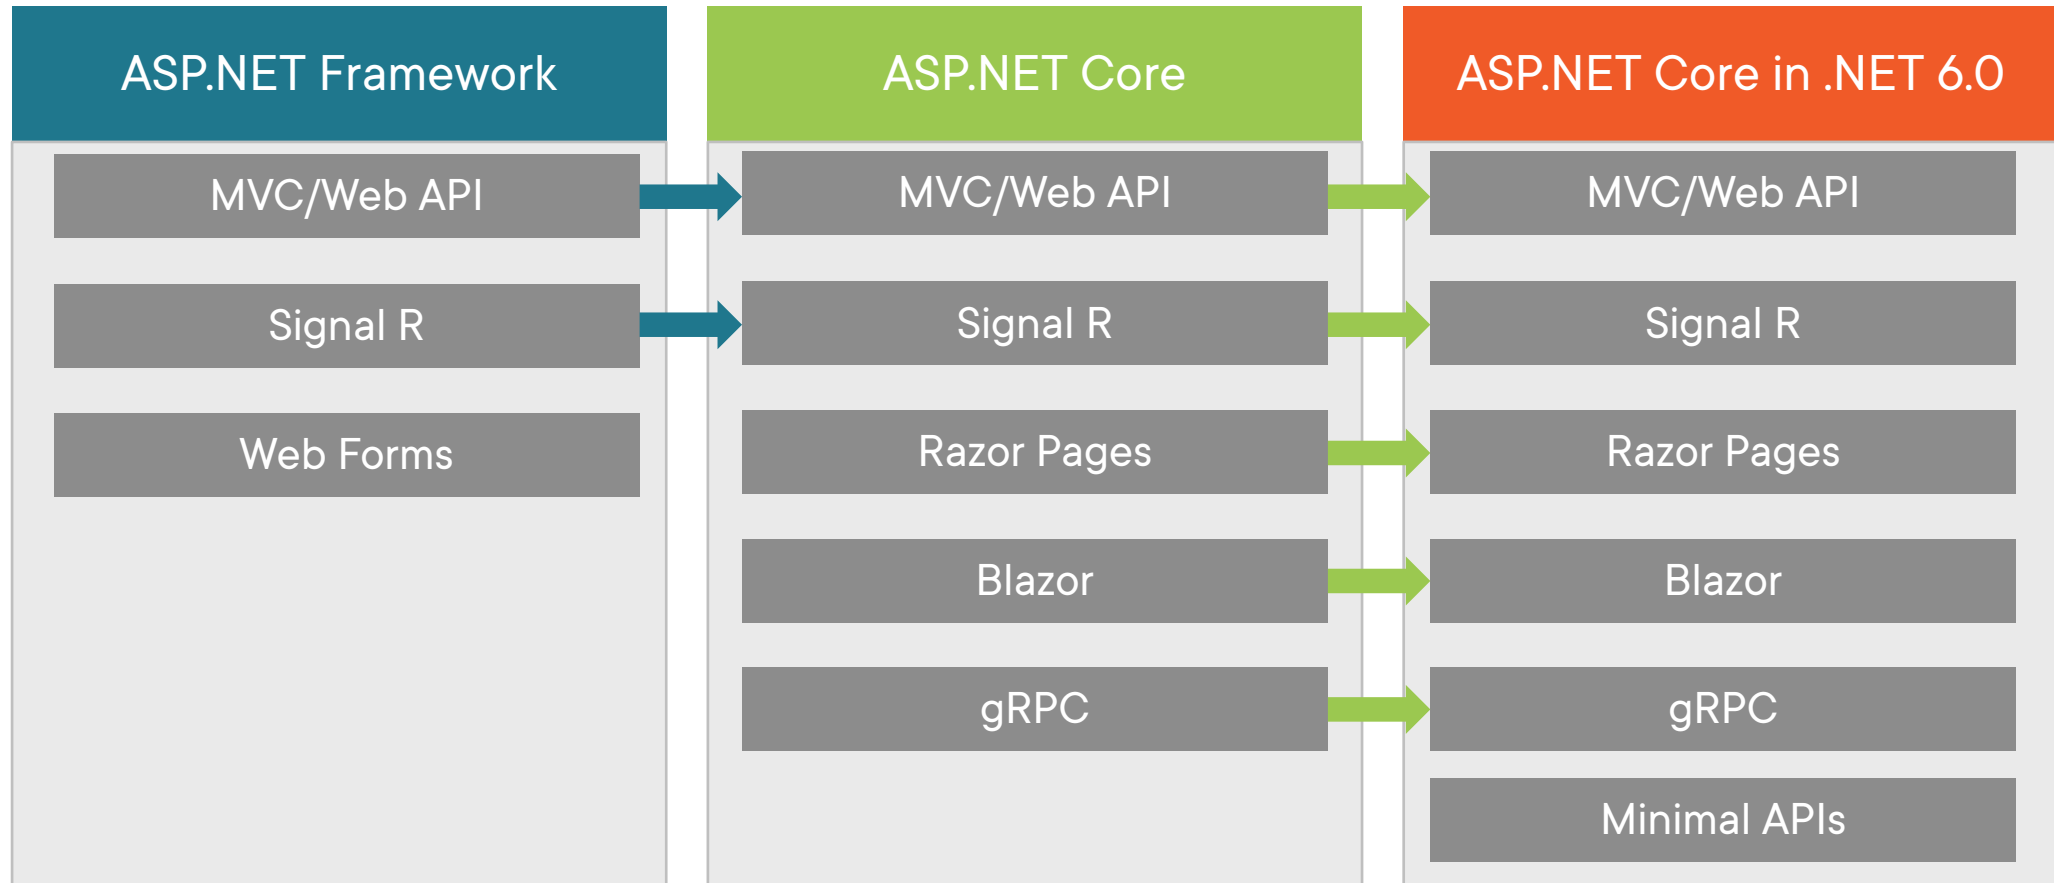 ASP.NET Framework
MVC/Web API
Signal R
Web Forms
ASP.NET Core
MVC/Web API
Signal R
Razor Pages
Blazor
gRPC
ASP.NET Core in .NET 6.0
MVC/Web API
Signal R
Razor Pages
Blazor
gRPC
Minimal APIs